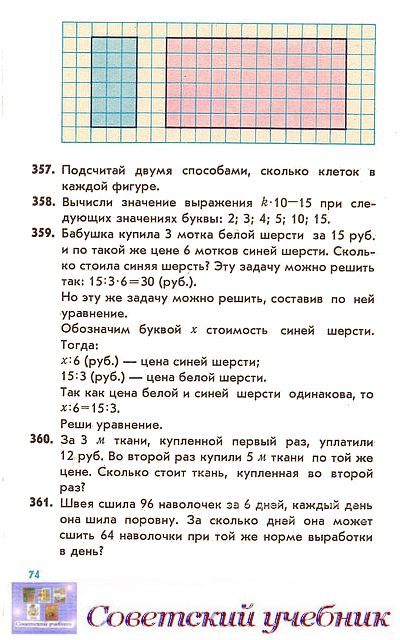 357. Подсчитай двумя способами, сколько клеток в
каждой фигуре.
358. Вычисли значение выражения k·10—15 при сле-
дующих значениях буквы: 2; 3; 4; 5; 10; 15.
359. Бабушка купила 3 мотка белой шерсти за 15 руб.
и по такой же цене 6 мотков синей шерсти. Сколь-
ко стоила синяя шерсть? Эту задачу можно решить
так: 15:3·6=30 (руб.).
Но эту же задачу можно решить, составив по ней
уравнение.
Обозначим буквой x стоимость синей шерсти.
Тогда:
x:6 (руб.) — цена синей шерсти;
15:3 (руб.) — цена белой шерсти.
Так как цена белой и синей шерсти одинакова, то
x:6=15:3.
Реши уравнение.
360. За 3 м ткани, купленной первый раз, уплатили
12 руб. Во второй раз купили 5 м ткани по той же
цене. Сколько стоит ткань, купленная во второй
раз?
361. Швея сшила 96 наволочек за 6 дней, каждый день
она шила поровну. За сколько дней она может
сшить 64 наволочки при той же норме выработки
в день?
74
Советский учебник
Советский учебник